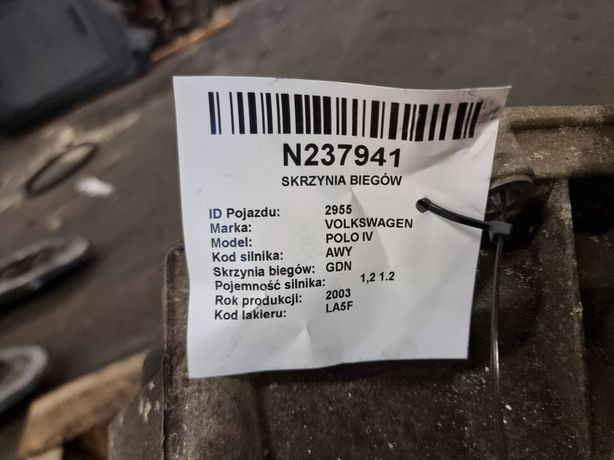 N237941
SKRZYNIA BIEGÓW
ID Pojazdu: 2955
Marka: VOLKSWAGEN
Model: POLO IV
Kod silnika: AWY
Skrzynia biegów: GDN
Pojemność silnika: 1,2 1.2
Rok produkcji: 2003
Kod lakieru: LA5F